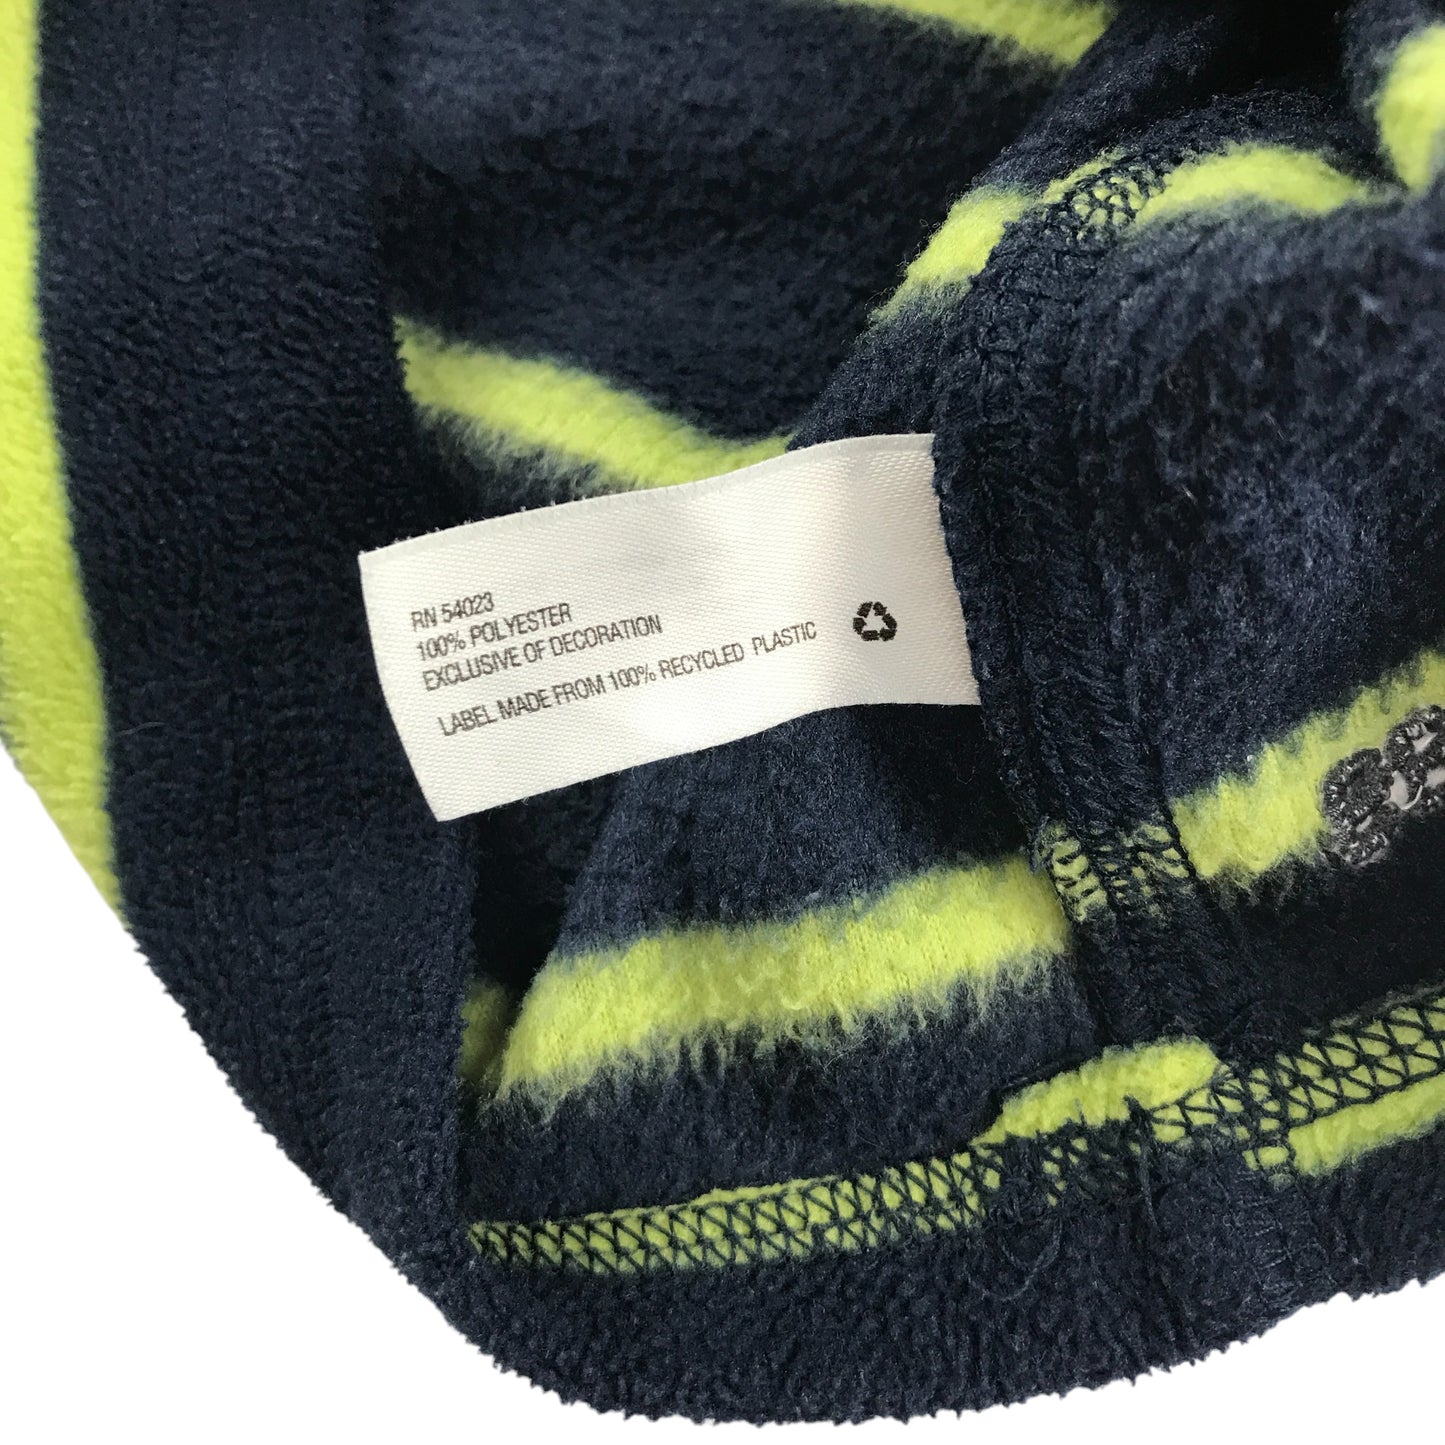 RN 54023
100% POLYESTER
EXCLUSIVE OF DECORATION
LABEL MADE FROM 100% RECYCLED PLASTIC